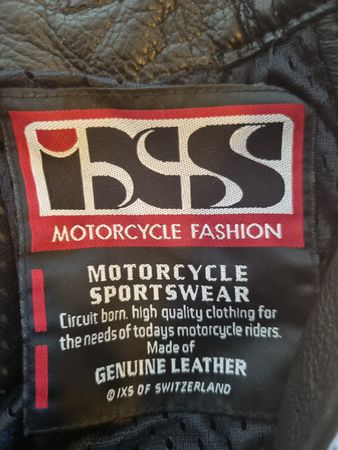 iXS
MOTORCYCLE FASHION
MOTORCYCLE
SPORTSWEAR
Circuit born, high quality clothing for
the needs of todays motorcycle riders.
Made of
GENUINE LEATHER
© IXS OF SWITZERLAND